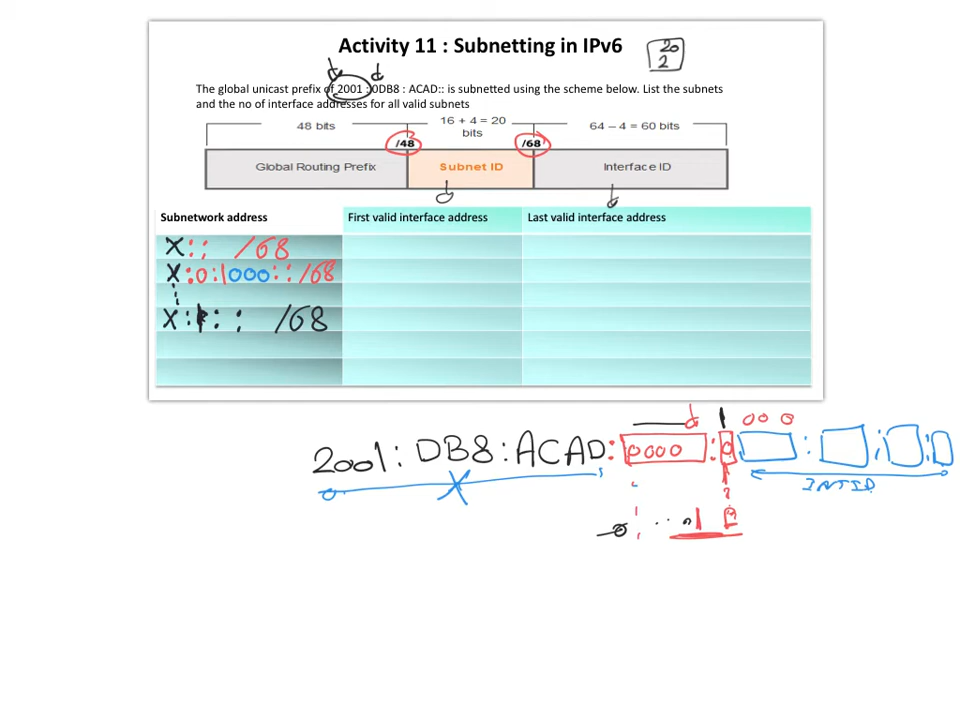 Activity 11 : Subnetting in IPv6
20
2
The global unicast prefix of 2001 : 0DB8 : ACAD:: is subnetted using the scheme below. List the subnets
and the no of interface addresses for all valid subnets
48 bits
16 + 4 = 20
bits
64 – 4 = 60 bits
/48
/68
Global Routing Prefix
Subnet ID
Interface ID
Subnetwork address
First valid interface address
Last valid interface address
X:: /68
X:0:1000::/68
X: :: /68
1 000
2001:DB8:ACAD:0000:0
X
INTID
1